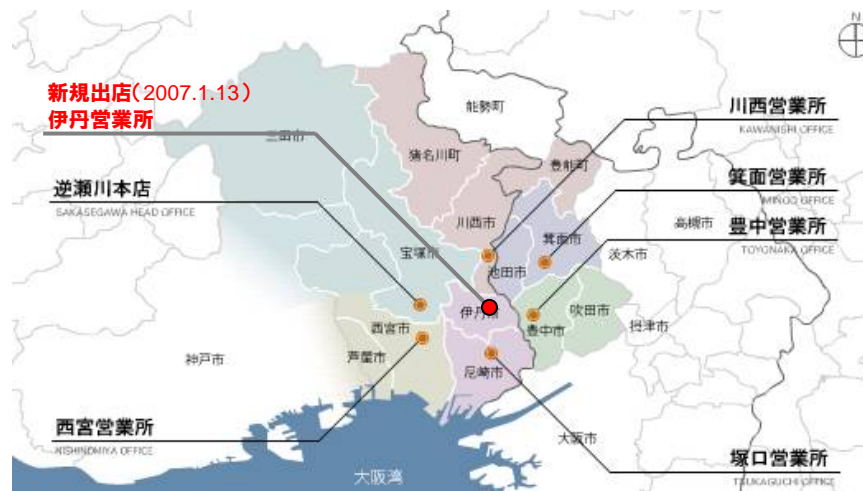 N
新規出店(2007.1.13)
伊丹営業所
三田市
能勢町
川西営業所
KAWANISHI OFFICE
猪名川町
豊能町
箕面営業所
MINOO OFFICE
逆瀬川本店
SAKASEGAWA HEAD OFFICE
川西市
箕面市
高槻市
豊中営業所
TOYONAKA OFFICE
宝塚市
池田市
茨木市
伊丹市
吹田市
西宮市
豊中市
摂津市
芦屋市
神戸市
尼崎市
西宮営業所
NISHINOMIYA OFFICE
大阪市
塚口営業所
TSUKAGUCHI OFFICE
大阪湾